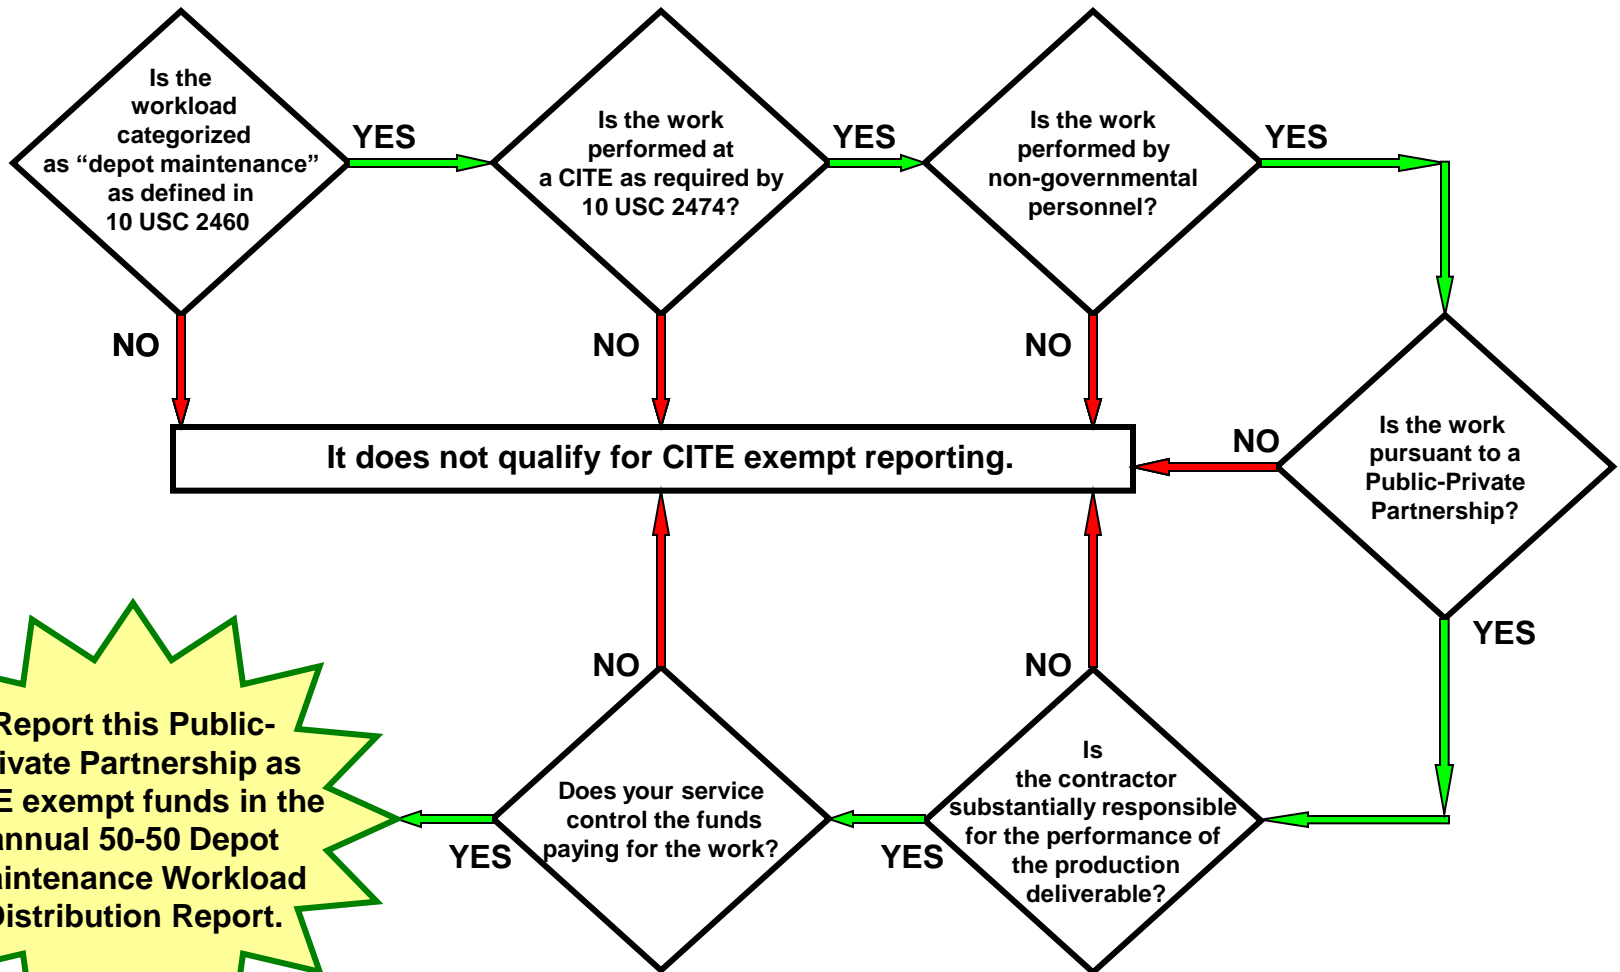 Is the
workload
categorized
as “depot maintenance”
as defined in
10 USC 2460
YES
NO
Is the work
performed at
a CITE as required by
10 USC 2474?
YES
NO
Is the work
performed by
non-governmental
personnel?
YES
NO
Is the work
pursuant to a
Public-Private
Partnership?
NO
YES
It does not qualify for CITE exempt reporting.
Is
the contractor
substantially responsible
for the performance of
the production
deliverable?
NO
YES
Does your service
control the funds
paying for the work?
NO
YES
Report this Public-
ivate Partnership as
E exempt funds in the
annual 50-50 Depot
aintenance Workload
Distribution Report.